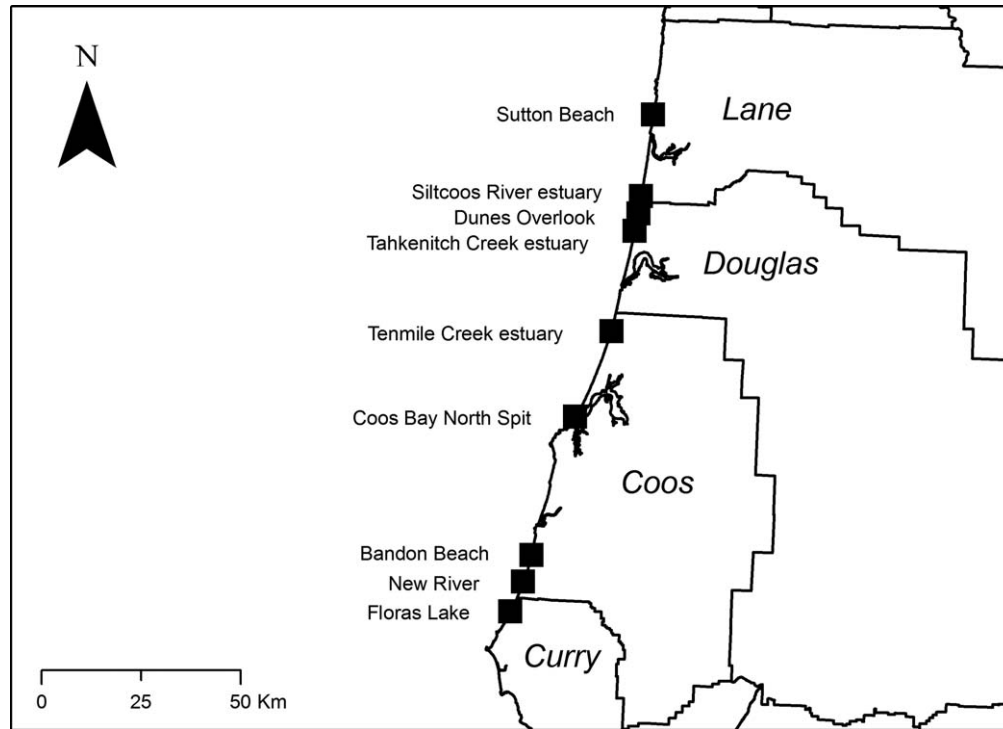 N
Sutton Beach
Lane
Siltcoos River estuary
Dunes Overlook
Tahkenitch Creek estuary
Douglas
Tenmile Creek estuary
Coos Bay North Spit
Coos
Bandon Beach
New River
Floras Lake
Curry
0 25 50 Km